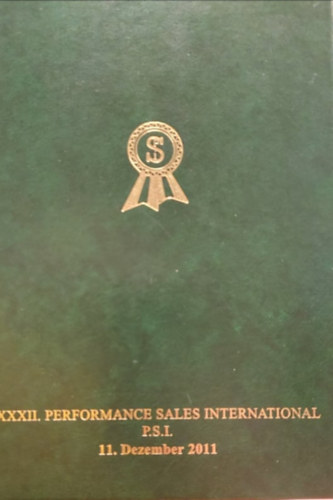 S
XXXII. PERFORMANCE SALES INTERNATIONAL
P.S.I.
11. Dezember 2011